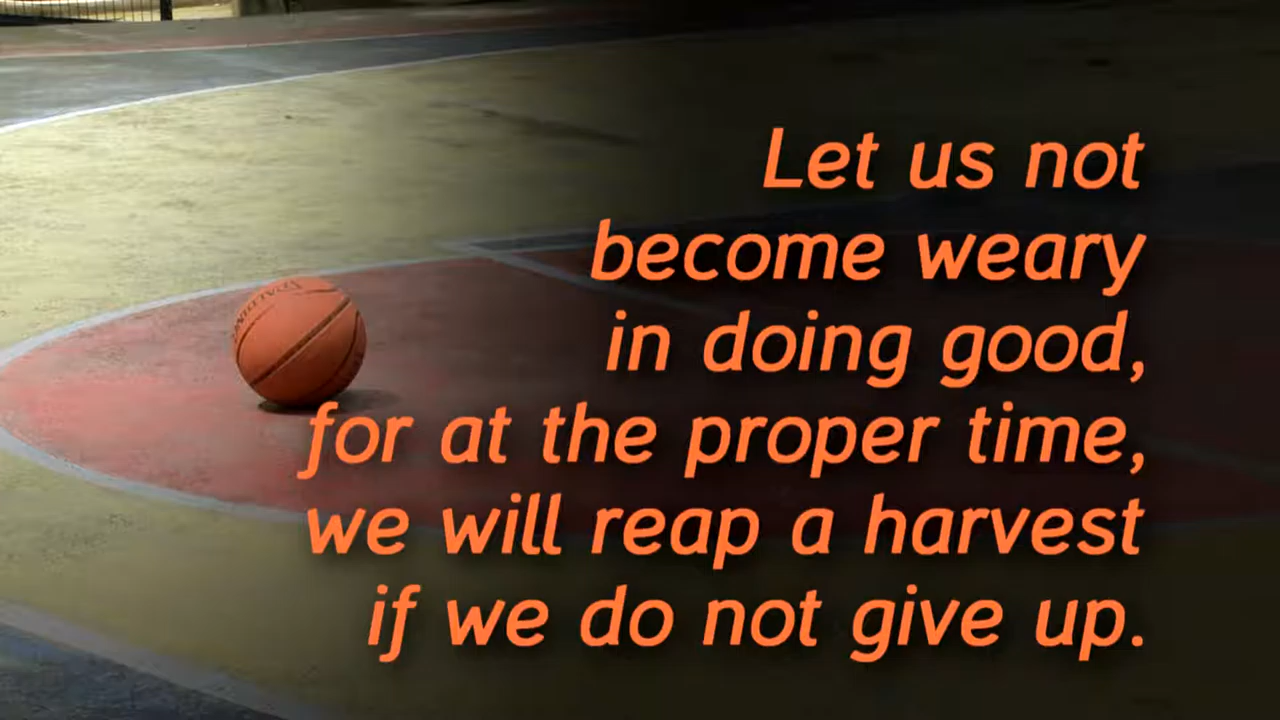 Let us not
become weary
in doing good,
for at the proper time,
we will reap a harvest
if we do not give up.
SPALDING